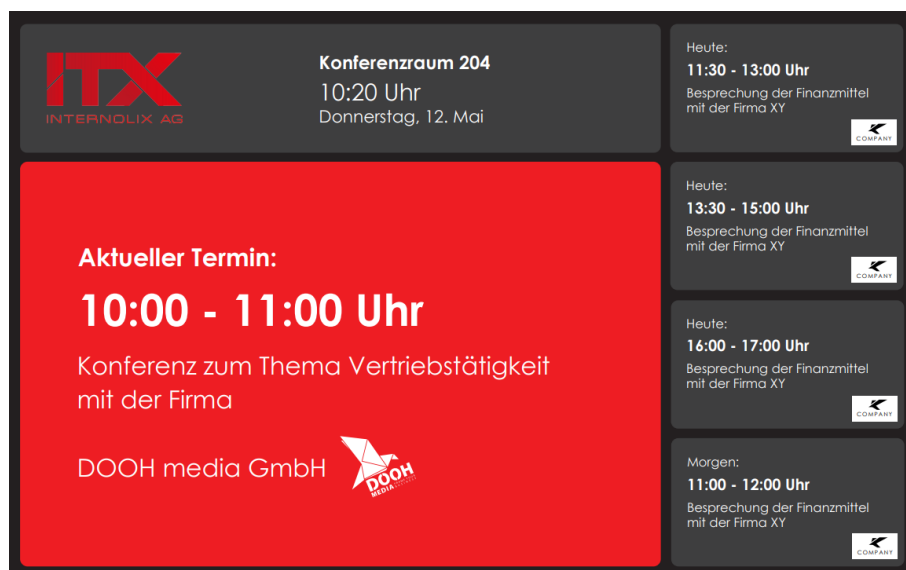 ITX
INTERNOLIX AG
Konferenzraum 204
10:20 Uhr
Donnerstag, 12. Mai
Aktueller Termin:
10:00 - 11:00 Uhr
Konferenz zum Thema Vertriebstätigkeit
mit der Firma
DOOH media GmbH
DOOH
MEDIA
Heute:
11:30 - 13:00 Uhr
Besprechung der Finanzmittel
mit der Firma XY
COMPANY
Heute:
13:30 - 15:00 Uhr
Besprechung der Finanzmittel
mit der Firma XY
COMPANY
Heute:
16:00 - 17:00 Uhr
Besprechung der Finanzmittel
mit der Firma XY
COMPANY
Morgen:
11:00 - 12:00 Uhr
Besprechung der Finanzmittel
mit der Firma XY
COMPANY